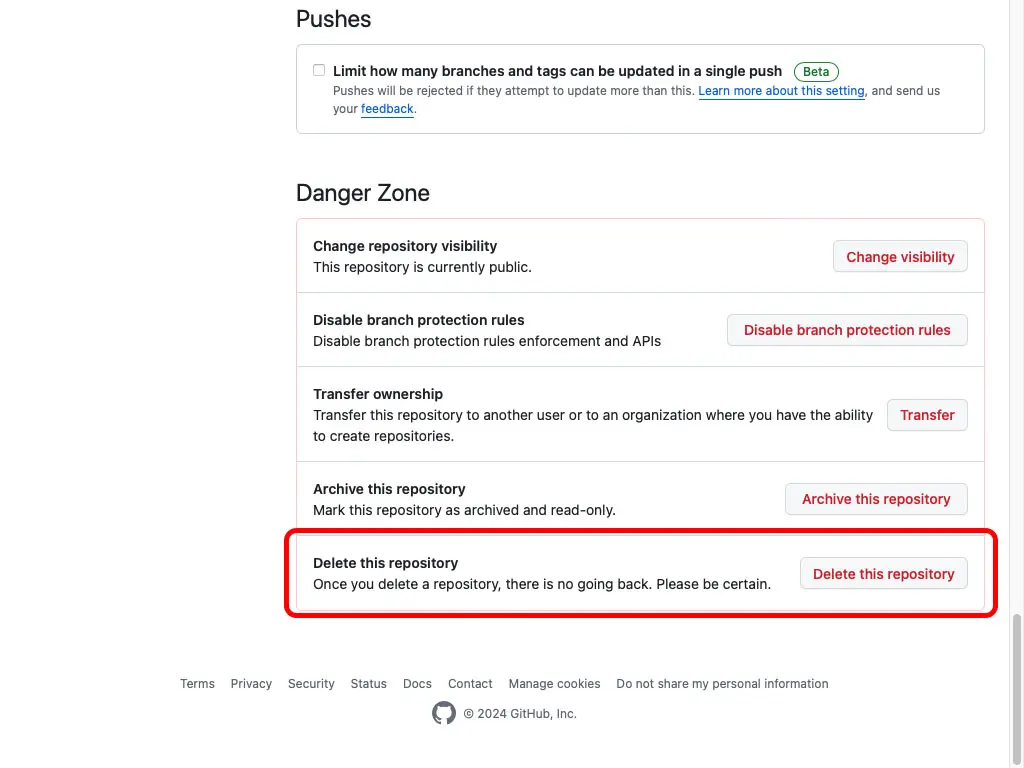 Pushes
Limit how many branches and tags can be updated in a single push Beta
Pushes will be rejected if they attempt to update more than this. Learn more about this setting, and send us
your feedback.
Danger Zone
Change repository visibility
This repository is currently public.
Change visibility
Disable branch protection rules
Disable branch protection rules enforcement and APIs
Disable branch protection rules
Transfer ownership
Transfer this repository to another user or to an organization where you have the ability
to create repositories.
Transfer
Archive this repository
Mark this repository as archived and read-only.
Archive this repository
Delete this repository
Once you delete a repository, there is no going back. Please be certain.
Delete this repository
Terms Privacy Security Status Docs Contact Manage cookies Do not share my personal information
© 2024 GitHub, Inc.